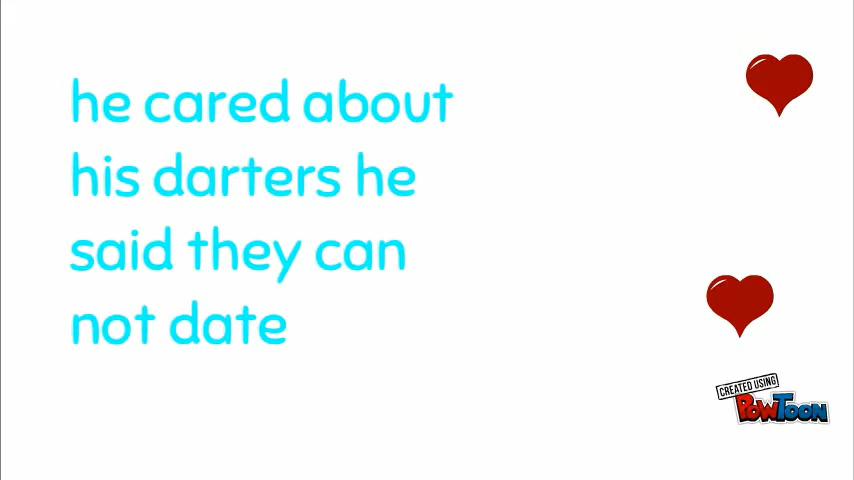 he cared about
his darters he
said they can
not date
CREATED USING
POWTOON